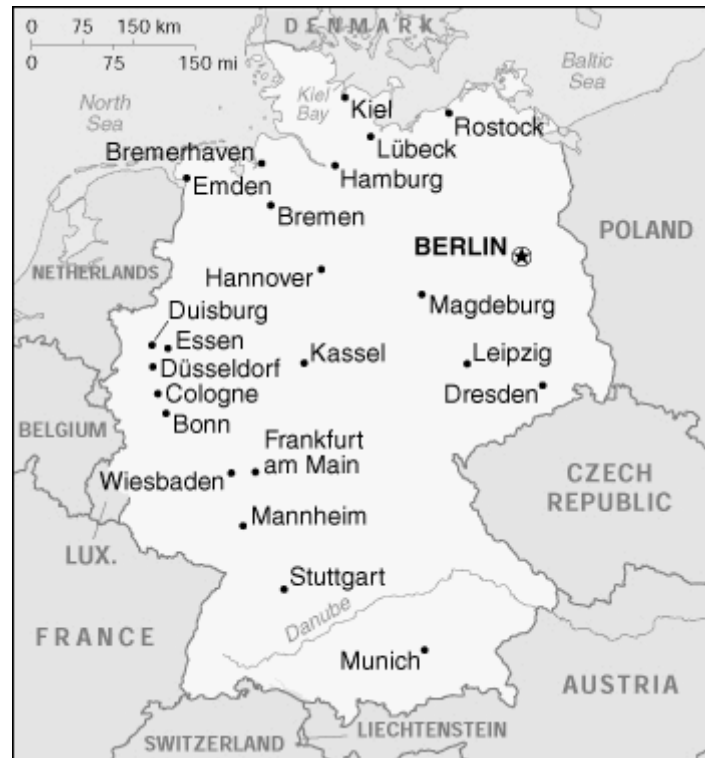 0 75 150 km
0 75 150 mi
DENMARK
Baltic
Sea
North
Sea
Kiel
Bay
Kiel
Rostock
Lübeck
Bremerhaven
Hamburg
Emden
Bremen
POLAND
BERLIN
NETHERLANDS
Hannover
Magdeburg
Duisburg
Essen
Kassel
Leipzig
Düsseldorf
Dresden
Cologne
Bonn
BELGIUM
Frankfurt
am Main
Wiesbaden
CZECH
REPUBLIC
Mannheim
LUX.
Stuttgart
Danube
FRANCE
Munich
AUSTRIA
LIECHTENSTEIN
SWITZERLAND